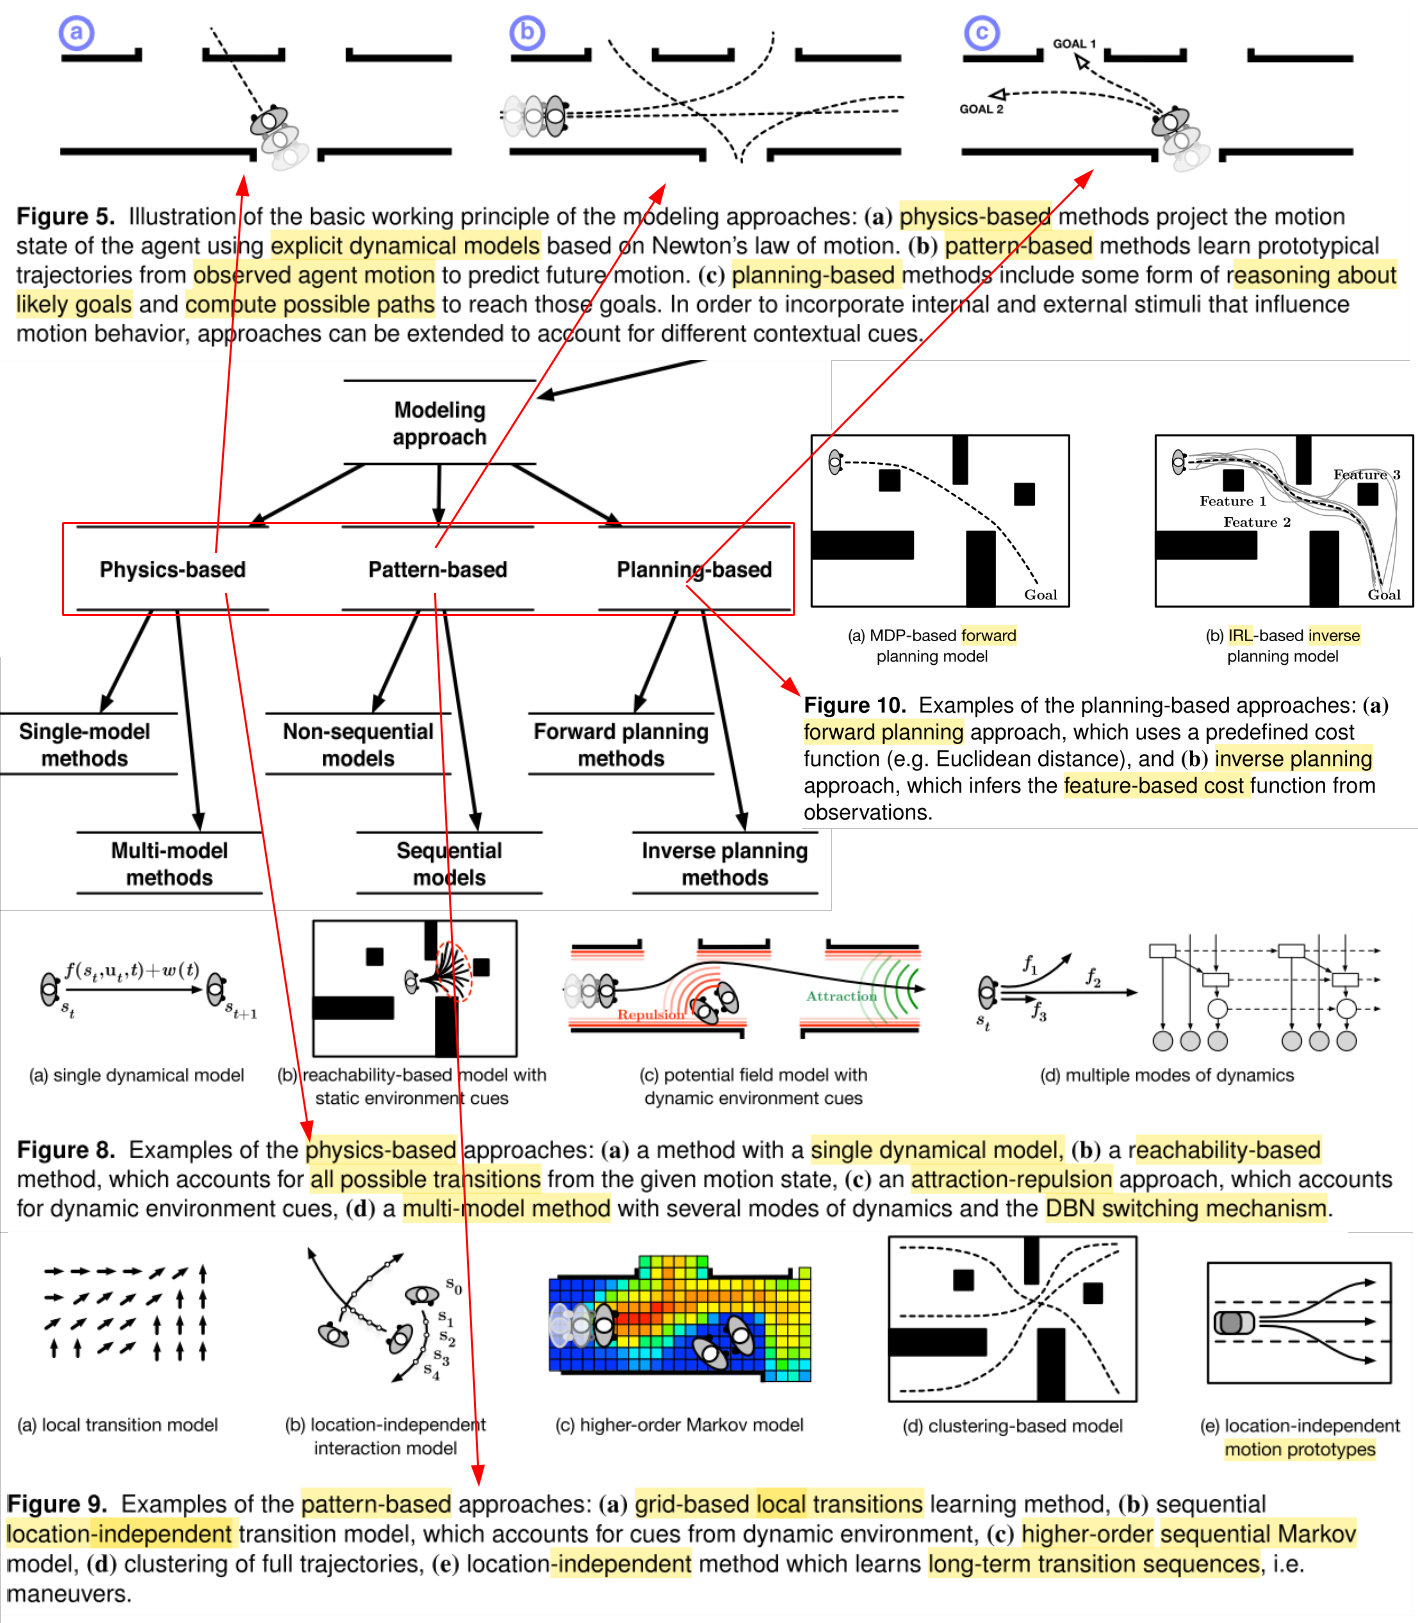 a
b
c
GOAL 1
GOAL 2
Figure 5. Illustration of the basic working principle of the modeling approaches: (a) physics-based methods project the motion
state of the agent using explicit dynamical models based on Newton's law of motion. (b) pattern-based methods learn prototypical
trajectories from observed agent motion to predict future motion. (c) planning-based methods include some form of reasoning about
likely goals and compute possible paths to reach those goals. In order to incorporate internal and external stimuli that influence
motion behavior, approaches can be extended to account for different contextual cues.
Modeling
approach
Physics-based
Pattern-based
Planning-based
Single-model
methods
Non-sequential
models
Forward planning
methods
Multi-model
methods
Sequential
models
Inverse planning
methods
Goal
(a) MDP-based forward
planning model
Feature 1
Feature 2
Feature 3
Goal
(b) IRL-based inverse
planning model
Figure 10. Examples of the planning-based approaches: (a)
forward planning approach, which uses a predefined cost
function (e.g. Euclidean distance), and (b) inverse planning
approach, which infers the feature-based cost function from
observations.
f(s_t,u_t,t)+w(t)
s_t
s_{t+1}
(a) single dynamical model
(b) reachability-based model with
static environment cues
Repulsion
Attraction
(c) potential field model with
dynamic environment cues
s_t
f_1
f_2
f_3
(d) multiple modes of dynamics
Figure 8. Examples of the physics-based approaches: (a) a method with a single dynamical model, (b) a reachability-based
method, which accounts for all possible transitions from the given motion state, (c) an attraction-repulsion approach, which accounts
for dynamic environment cues, (d) a multi-model method with several modes of dynamics and the DBN switching mechanism.
(a) local transition model
s_0
s_1
s_2
s_3
s_4
(b) location-independent
interaction model
(c) higher-order Markov model
(d) clustering-based model
(e) location-independent
motion prototypes
Figure 9. Examples of the pattern-based approaches: (a) grid-based local transitions learning method, (b) sequential
location-independent transition model, which accounts for cues from dynamic environment, (c) higher-order sequential Markov
model, (d) clustering of full trajectories, (e) location-independent method which learns long-term transition sequences, i.e.
maneuvers.